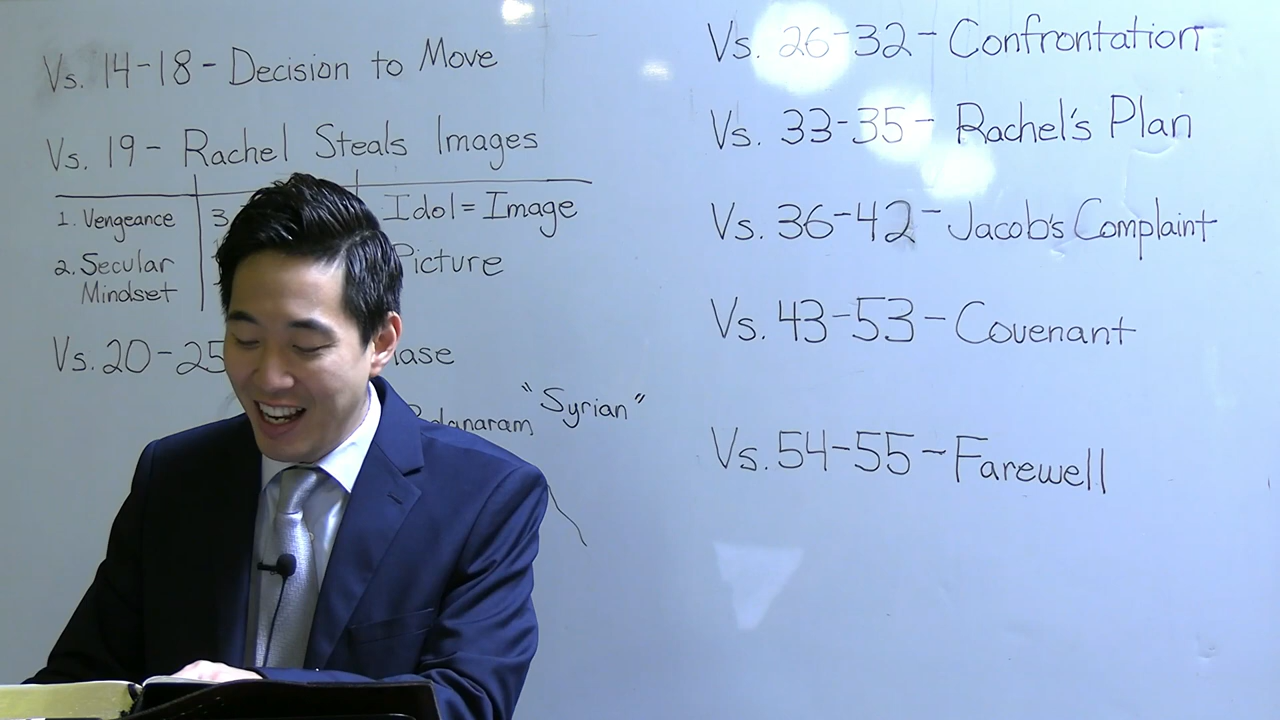 Vs. 14-18- Decision to Move
Vs. 19- Rachel Steals Images
1. Vengeance
3
Idol=Image
2. Secular
Mindset
Picture
Vs. 20-25
"Syrian"
Vs. 26-32- Confrontation
Vs. 33-35- Rachel's Plan
Vs. 36-42- Jacob's Complaint
Vs. 43-53- Covenant
Vs. 54-55- Farewell